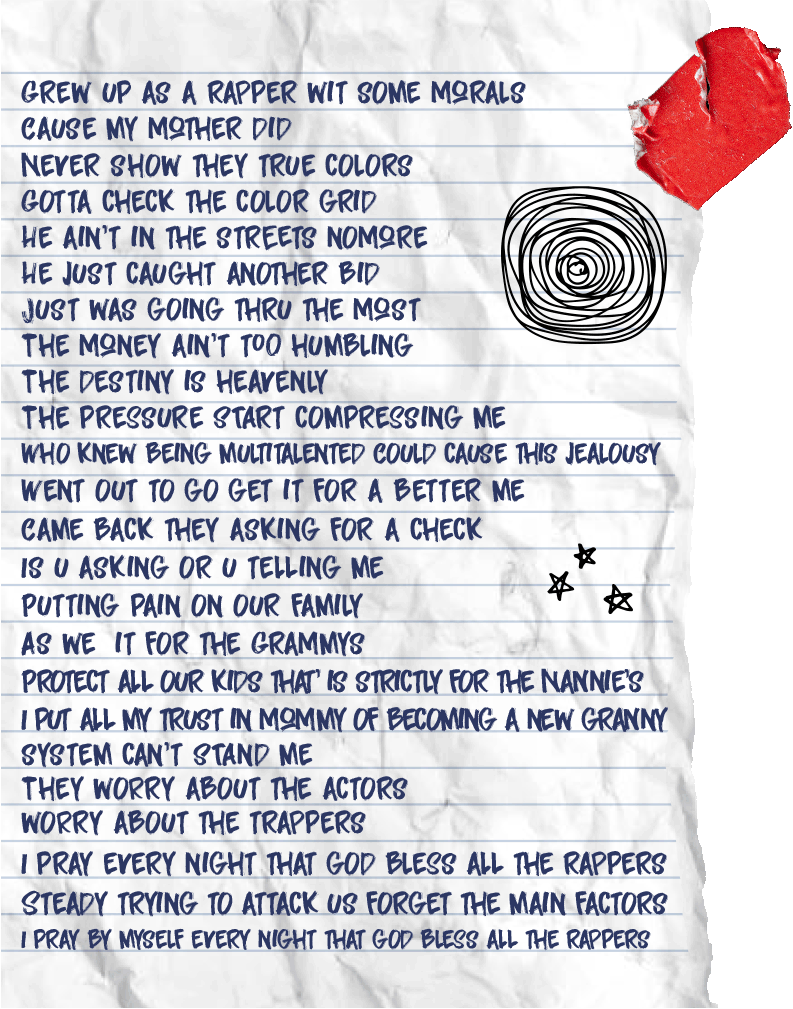 GREW UP AS A RAPPER WIT SOME MORALS
CAUSE MY MOTHER DID
NEVER SHOW THEY TRUE COLORS
GOTTA CHECK THE COLOR GRID
HE AIN'T IN THE STREETS NOMORE
HE JUST CAUGHT ANOTHER BID
JUST WAS GOING THRU THE MOST
THE MONEY AIN'T TOO HUMBLING
THE DESTINY IS HEAVENLY
THE PRESSURE START COMPRESSING ME
WHO KNEW BEING MULTITALENTED COULD CAUSE THIS JEALOUSY
WENT OUT TO GO GET IT FOR A BETTER ME
CAME BACK THEY ASKING FOR A CHECK
IS U ASKING OR U TELLING ME
PUTTING PAIN ON OUR FAMILY
AS WE IT FOR THE GRAMMYS
PROTECT ALL OUR KIDS THAT' IS STRICTLY FOR THE NANNIE'S
I PUT ALL MY TRUST IN MOMMY OF BECOMING A NEW GRANNY
SYSTEM CAN'T STAND ME
THEY WORRY ABOUT THE ACTORS
WORRY ABOUT THE TRAPPERS
I PRAY EVERY NIGHT THAT GOD BLESS ALL THE RAPPERS
STEADY TRYING TO ATTACK US FORGET THE MAIN FACTORS
I PRAY BY MYSELF EVERY NIGHT THAT GOD BLESS ALL THE RAPPERS